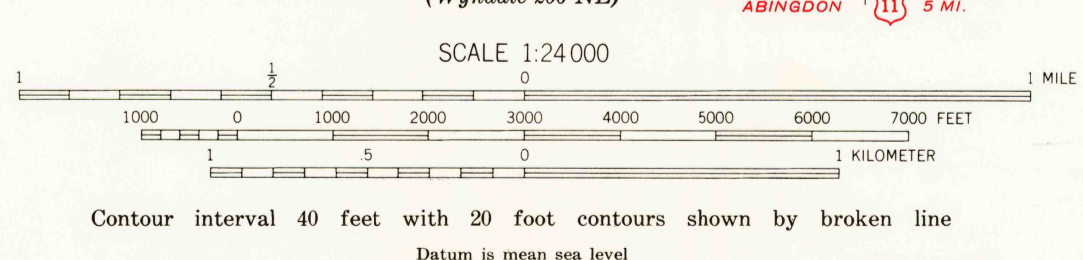 (Wyndale 200 NE)
ABINGDON 11 5 MI.
SCALE 1:24 000
1 1/2 0 1 MILE
1000 0 1000 2000 3000 4000 5000 6000 7000 FEET
1 .5 0 1 KILOMETER
Contour interval 40 feet with 20 foot contours shown by broken line
Datum is mean sea level